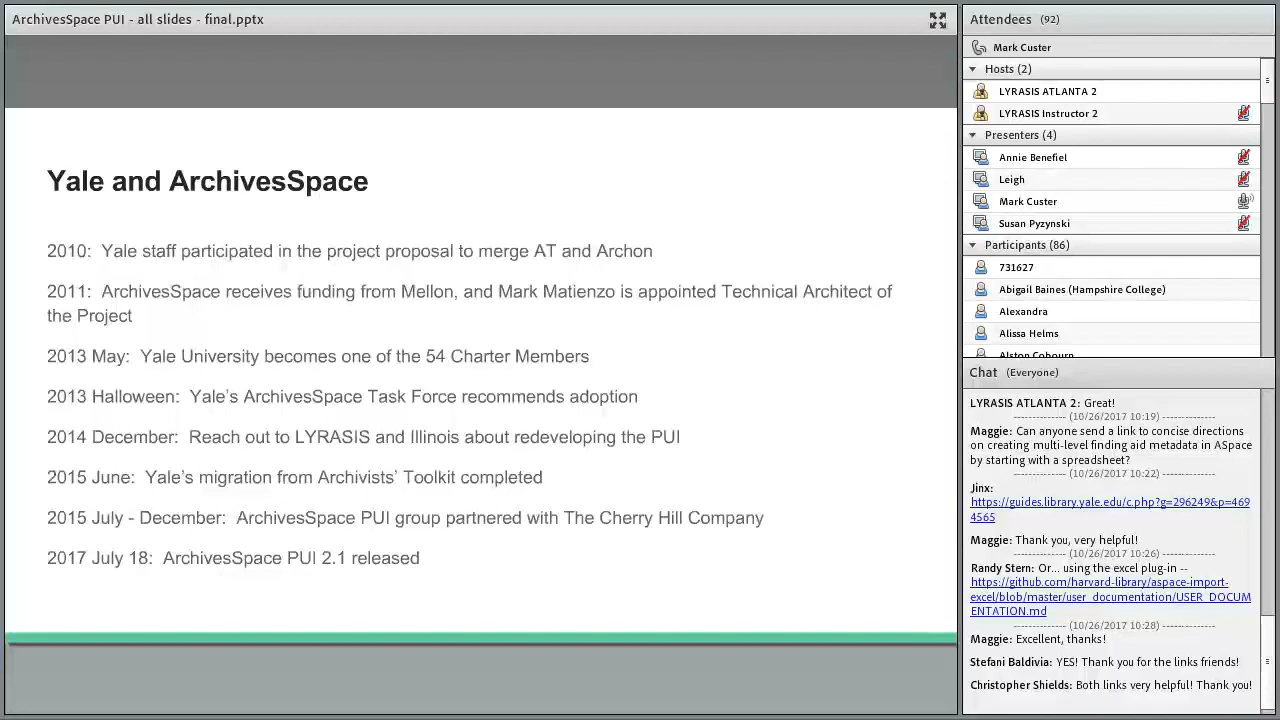 ArchivesSpace PUI - all slides - final.pptx
Yale and ArchivesSpace
2010:  Yale staff participated in the project proposal to merge AT and Archon
2011:  ArchivesSpace receives funding from Mellon, and Mark Matienzo is appointed Technical Architect of
the Project
2013 May:  Yale University becomes one of the 54 Charter Members
2013 Halloween:  Yale’s ArchivesSpace Task Force recommends adoption
2014 December:  Reach out to LYRASIS and Illinois about redeveloping the PUI
2015 June:  Yale’s migration from Archivists’ Toolkit completed
2015 July - December:  ArchivesSpace PUI group partnered with The Cherry Hill Company
2017 July 18:  ArchivesSpace PUI 2.1 released
Attendees (92)
Mark Custer
Hosts (2)
LYRASIS ATLANTA 2
LYRASIS Instructor 2
Presenters (4)
Annie Benefiel
Leigh
Mark Custer
Susan Pyzynski
Participants (86)
731627
Abigail Baines (Hampshire College)
Alexandra
Alissa Helms
Alston Cobourn
Chat (Everyone)
LYRASIS ATLANTA 2: Great!
-------------- (10/26/2017 10:19) --------------
Maggie: Can anyone send a link to concise directions
on creating multi-level finding aid metadata in ASpace
by starting with a spreadsheet?
-------------- (10/26/2017 10:22) --------------
Jinx:
https://guides.library.yale.edu/c.php?g=296249&p=469
4565
Maggie: Thank you, very helpful!
-------------- (10/26/2017 10:26) --------------
Randy Stern: Or... using the excel plug-in --
https://github.com/harvard-library/aspace-import-
excel/blob/master/user_documentation/USER_DOCUM
ENTATION.md
-------------- (10/26/2017 10:28) --------------
Maggie: Excellent, thanks!
Stefani Baldivia: YES! Thank you for the links friends!
Christopher Shields: Both links very helpful! Thank you!